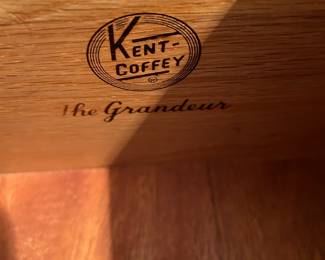 KENT-
COFFEY
The Grandeur